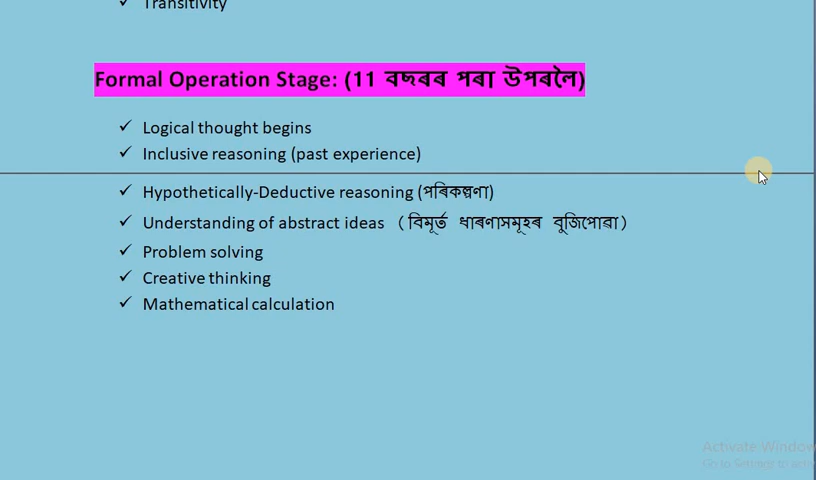 ✓ Transitivity
Formal Operation Stage: (11 বছৰৰ পৰা উপৰলৈ)
✓ Logical thought begins
✓ Inclusive reasoning (past experience)
✓ Hypothetically-Deductive reasoning (পৰিকল্পণা)
✓ Understanding of abstract ideas (বিমূৰ্ত ধাৰণাসমূহৰ বুজিপোৱা)
✓ Problem solving
✓ Creative thinking
✓ Mathematical calculation
Activate Window